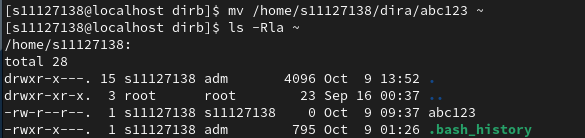 [s11127138@localhost dirb]$ mv /home/s11127138/dira/abc123 ~
[s11127138@localhost dirb]$ ls -Rla ~
/home/s11127138:
total 28
drwxr-x---. 15 s11127138 adm       4096 Oct  9 13:52 .
drwxr-xr-x.  3 root      root        23 Sep 16 00:37 ..
-rw-r--r--.  1 s11127138 s11127138    0 Oct  9 09:37 abc123
-rwxr-x---.  1 s11127138 adm        795 Oct  9 01:26 .bash_history